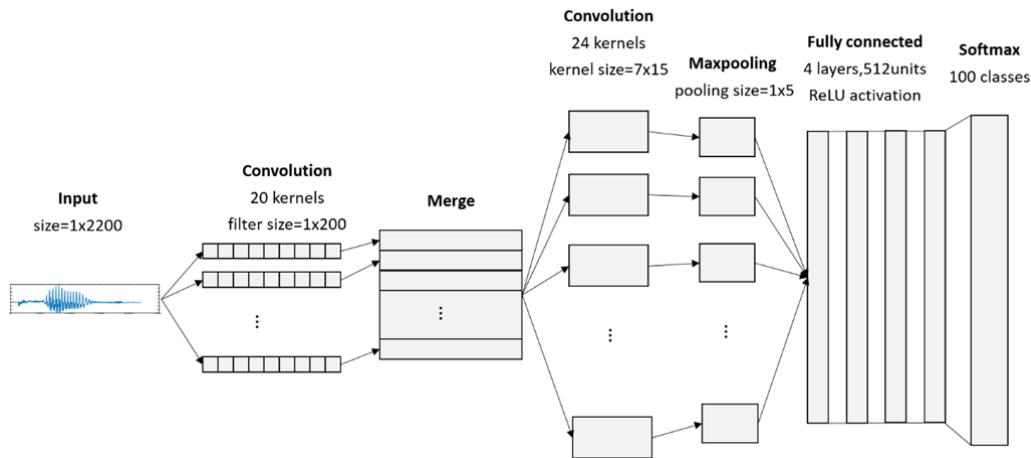 Input
size=1x2200
Convolution
20 kernels
filter size=1x200
Merge
Convolution
24 kernels
kernel size=7x15
Maxpooling
pooling size=1x5
Fully connected
4 layers,512units
ReLU activation
Softmax
100 classes